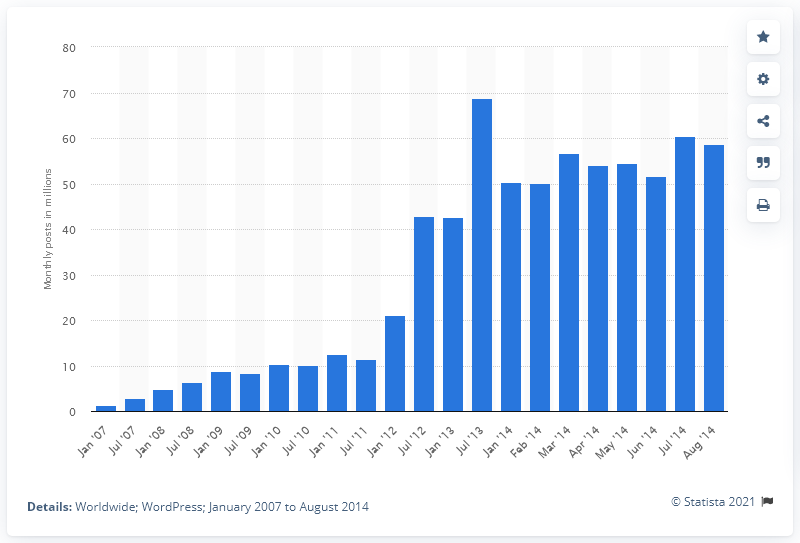 80
70
60
50
40
30
20
10
0
Monthly posts in millions
Jan '07
Jul '07
Jan '08
Jul '08
Jan '09
Jul '09
Jan '10
Jul '10
Jan '11
Jul '11
Jan '12
Jul '12
Jan '13
Jul '13
Jan '14
Feb '14
Mar '14
Apr '14
May '14
Jun '14
Jul '14
Aug '14
Details: Worldwide; WordPress; January 2007 to August 2014
© Statista 2021